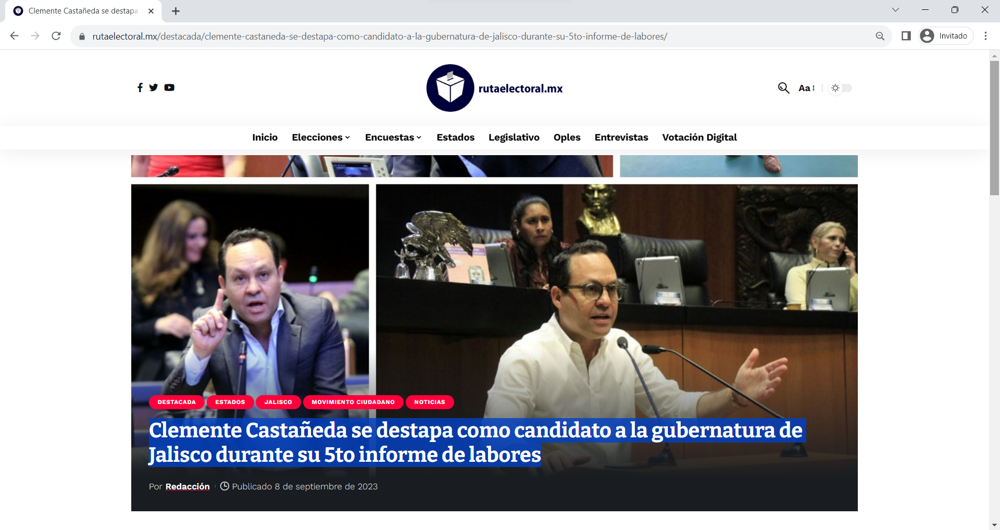 Clemente Castañeda se destapa
rutaelectoral.mx/destacada/clemente-castaneda-se-destapa-como-candidato-a-la-gubernatura-de-jalisco-durante-su-5to-informe-de-labores/
Invitado
rutaelectoral.mx
Aa
Inicio Elecciones Encuestas Estados Legislativo Oples Entrevistas Votación Digital
DESTACADA ESTADOS JALISCO MOVIMIENTO CIUDADANO NOTICIAS
Clemente Castañeda se destapa como candidato a la gubernatura de
Jalisco durante su 5to informe de labores
Por Redacción Publicado 8 de septiembre de 2023